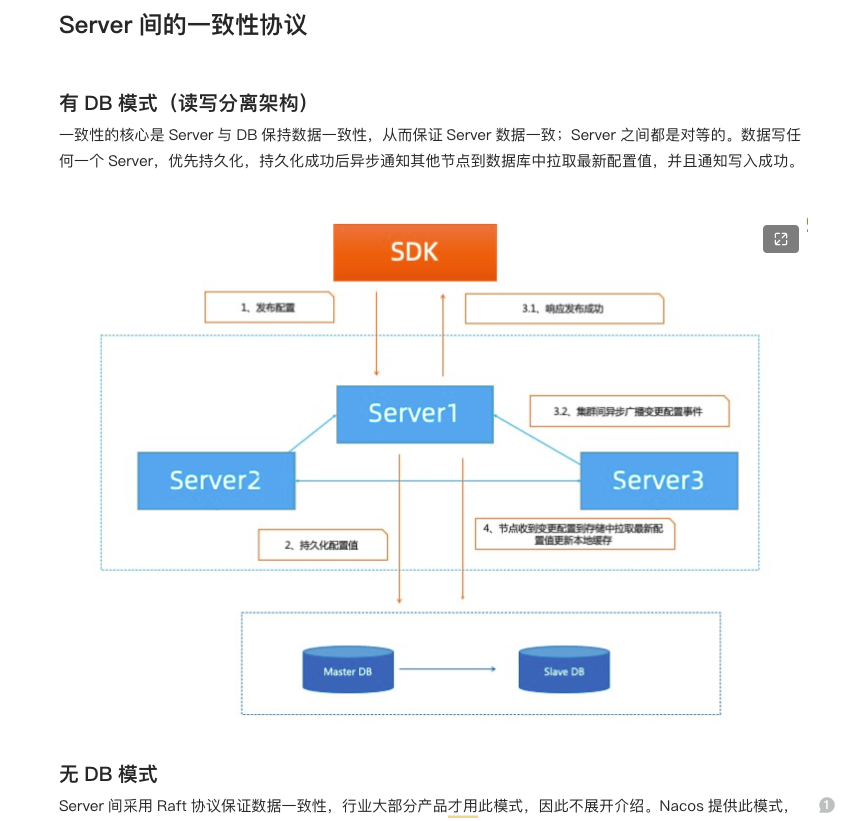 Server 间的一致性协议
有 DB 模式（读写分离架构）
一致性的核心是 Server 与 DB 保持数据一致性，从而保证 Server 数据一致；Server 之间都是对等的。数据写任
何一个 Server，优先持久化，持久化成功后异步通知其他节点到数据库中拉取最新配置值，并且通知写入成功。
SDK
1、发布配置
3.1、响应发布成功
Server1
3.2、集群间异步广播变更配置事件
Server2
Server3
2、持久化配置值
4、节点收到变更配置到存储中拉取最新配
置值更新本地缓存
Master DB
Slave DB
无 DB 模式
Server 间采用 Raft 协议保证数据一致性，行业大部分产品才用此模式，因此不展开介绍。Nacos 提供此模式，
1